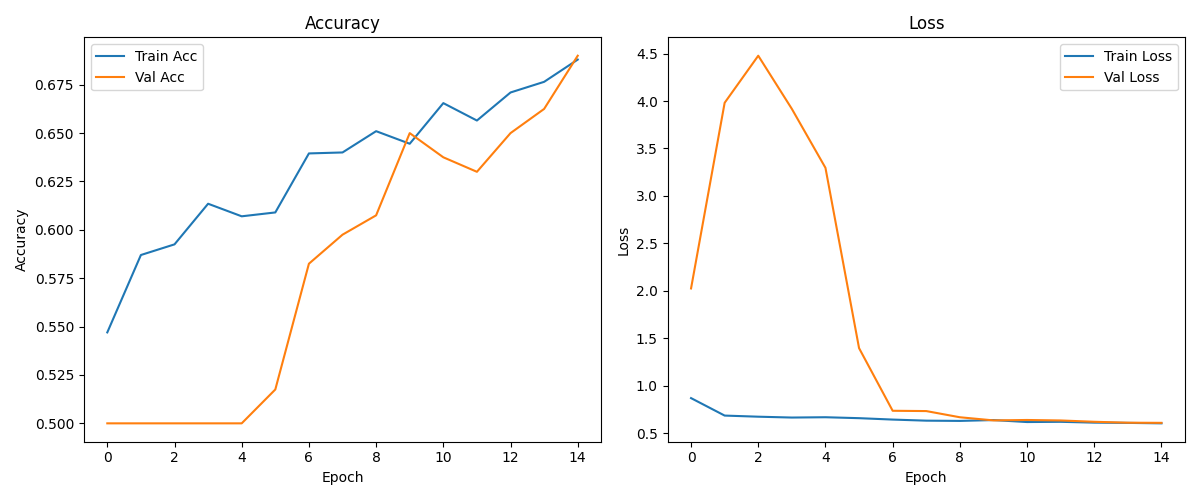 Accuracy
Train Acc
Val Acc
0.675
0.650
0.625
0.600
0.575
0.550
0.525
0.500
Accuracy
0 2 4 6 8 10 12 14
Epoch
Loss
Train Loss
Val Loss
4.5
4.0
3.5
3.0
2.5
2.0
1.5
1.0
0.5
Loss
0 2 4 6 8 10 12 14
Epoch